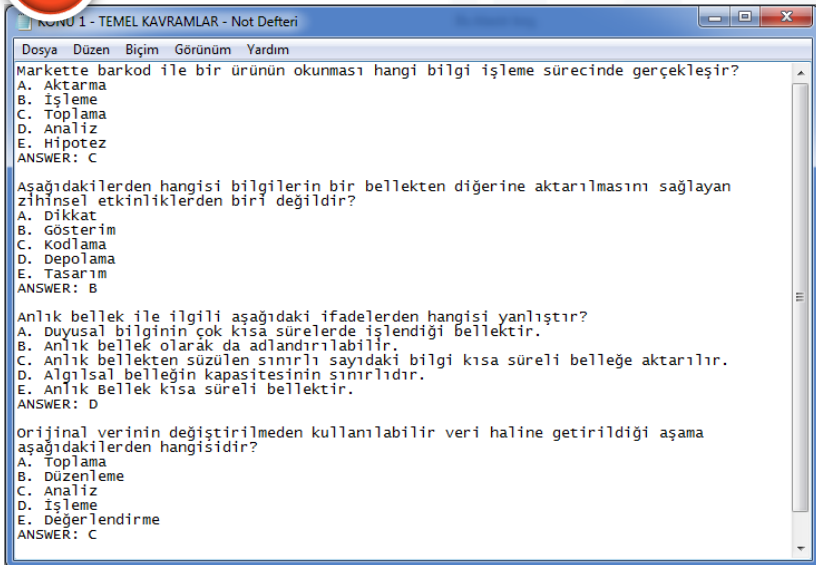 KONU 1 - TEMEL KAVRAMLAR - Not Defteri
Dosya Düzen Biçim Görünüm Yardım
Markette barkod ile bir ürünün okunması hangi bilgi işleme sürecinde gerçekleşir?
A. Aktarma
B. İşleme
C. Toplama
D. Analiz
E. Hipotez
ANSWER: C
Aşağıdakilerden hangisi bilgilerin bir bellekten diğerine aktarılmasını sağlayan
zihinsel etkinliklerden biri değildir?
A. Dikkat
B. Gösterim
C. Kodlama
D. Depolama
E. Tasarım
ANSWER: B
Anlık bellek ile ilgili aşağıdaki ifadelerden hangisi yanlıştır?
A. Duyusal bilginin çok kısa sürelerde işlendiği bellektir.
B. Anlık bellek olarak da adlandırılabilir.
C. Anlık bellekten süzülen sınırlı sayıdaki bilgi kısa süreli belleğe aktarılır.
D. Algılsal belleğin kapasitesinin sınırlıdır.
E. Anlık Bellek kısa süreli bellektir.
ANSWER: D
Orijinal verinin değiştirilmeden kullanılabilir veri haline getirildiği aşama
aşağıdakilerden hangisidir?
A. Toplama
B. Düzenleme
C. Analiz
D. İşleme
E. Değerlendirme
ANSWER: C